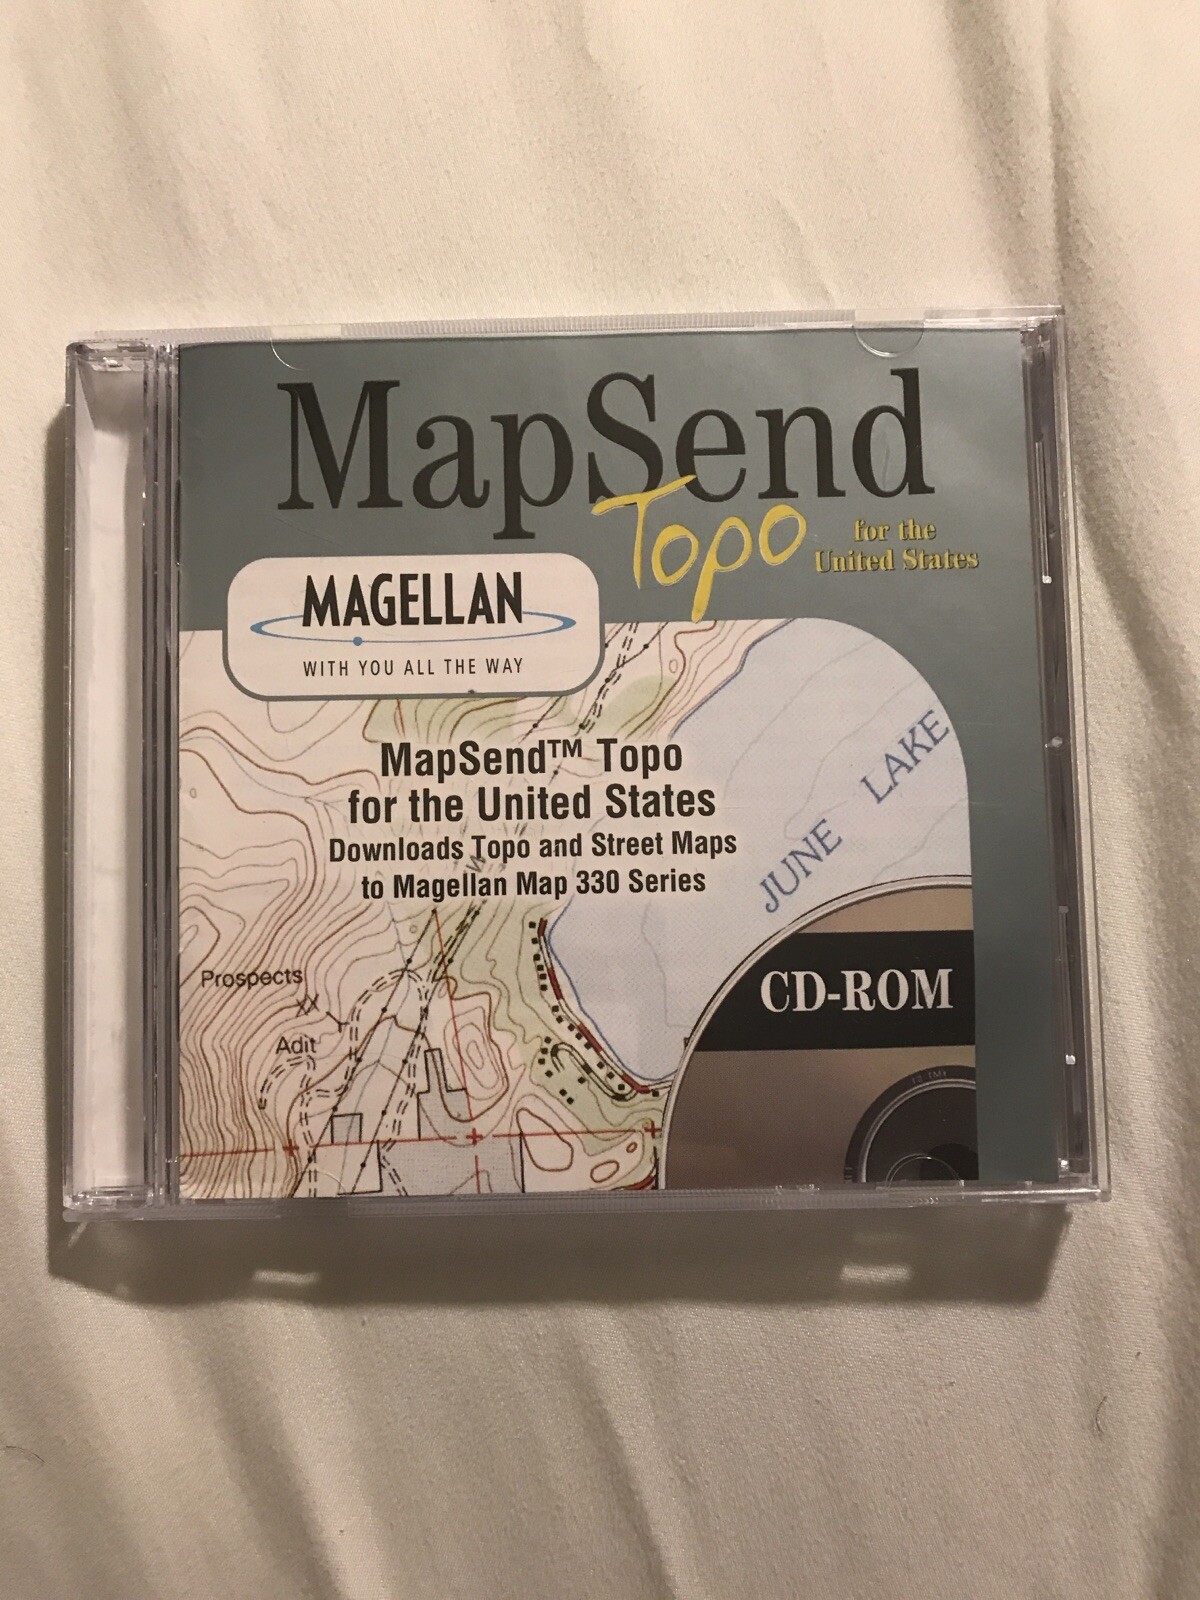 MapSend
Topo
for the
United States
MAGELLAN
WITH YOU ALL THE WAY
MapSend™ Topo
for the United States
Downloads Topo and Street Maps
to Magellan Map 330 Series
JUNE LAKE
Prospects
XX
Adit
CD-ROM